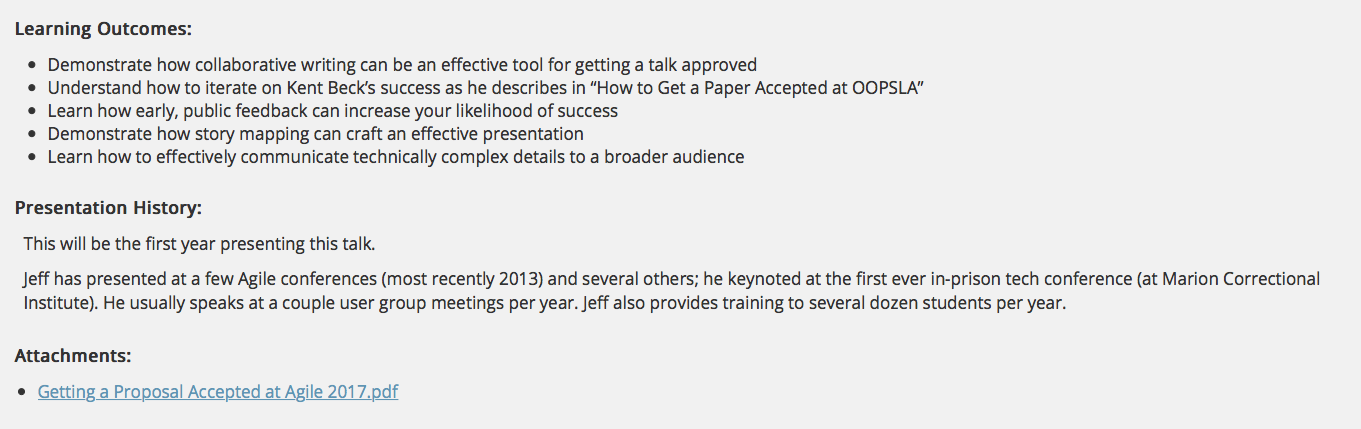 Learning Outcomes:
• Demonstrate how collaborative writing can be an effective tool for getting a talk approved
• Understand how to iterate on Kent Beck’s success as he describes in “How to Get a Paper Accepted at OOPSLA”
• Learn how early, public feedback can increase your likelihood of success
• Demonstrate how story mapping can craft an effective presentation
• Learn how to effectively communicate technically complex details to a broader audience
Presentation History:
This will be the first year presenting this talk.
Jeff has presented at a few Agile conferences (most recently 2013) and several others; he keynoted at the first ever in-prison tech conference (at Marion Correctional
Institute). He usually speaks at a couple user group meetings per year. Jeff also provides training to several dozen students per year.
Attachments:
• Getting a Proposal Accepted at Agile 2017.pdf